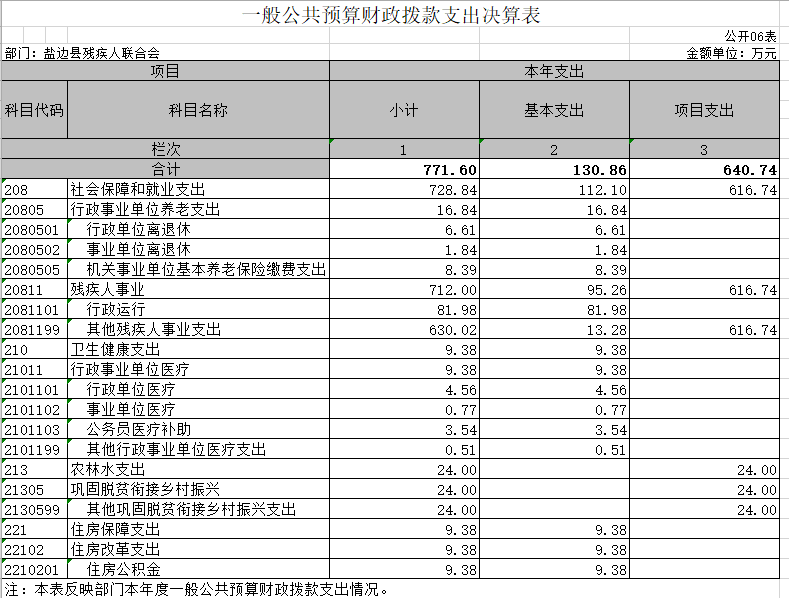 一般公共预算财政拨款支出决算表
公开06表
部门：盐边县残疾人联合会 金额单位：万元
项目 本年支出
科目代码 科目名称 小计 基本支出 项目支出
栏次 1 2 3
合计 771.60 130.86 640.74
208 社会保障和就业支出 728.84 112.10 616.74
20805 行政事业单位养老支出 16.84 16.84
2080501 行政单位离退休 6.61 6.61
2080502 事业单位离退休 1.84 1.84
2080505 机关事业单位基本养老保险缴费支出 8.39 8.39
20811 残疾人事业 712.00 95.26 616.74
2081101 行政运行 81.98 81.98
2081199 其他残疾人事业支出 630.02 13.28 616.74
210 卫生健康支出 9.38 9.38
21011 行政事业单位医疗 9.38 9.38
2101101 行政单位医疗 4.56 4.56
2101102 事业单位医疗 0.77 0.77
2101103 公务员医疗补助 3.54 3.54
2101199 其他行政事业单位医疗支出 0.51 0.51
213 农林水支出 24.00 24.00
21305 巩固脱贫衔接乡村振兴 24.00 24.00
2130599 其他巩固脱贫衔接乡村振兴支出 24.00 24.00
221 住房保障支出 9.38 9.38
22102 住房改革支出 9.38 9.38
2210201 住房公积金 9.38 9.38
注：本表反映部门本年度一般公共预算财政拨款支出情况。